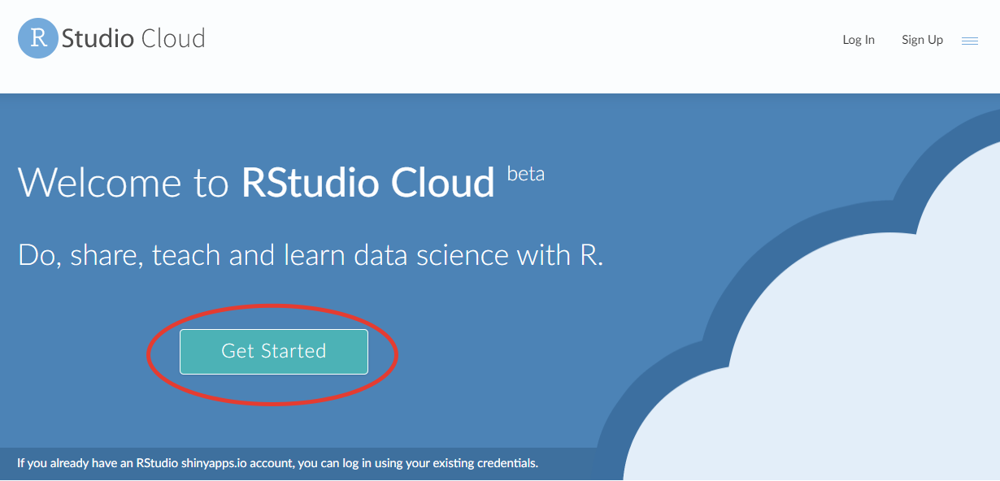 R Studio Cloud
Log In
Sign Up
Welcome to RStudio Cloud beta
Do, share, teach and learn data science with R.
Get Started
If you already have an RStudio shinyapps.io account, you can log in using your existing credentials.